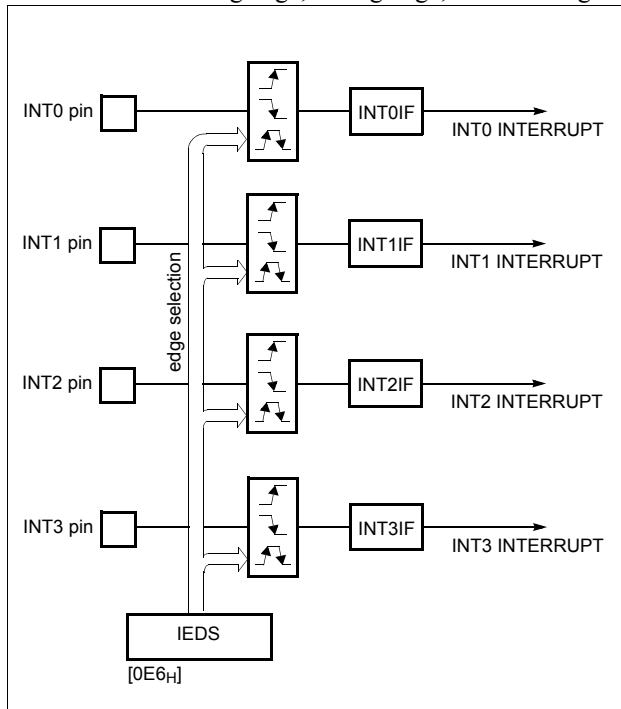 INT0 pin
INT0IF
INT0 INTERRUPT
INT1 pin
INT1IF
INT1 INTERRUPT
edge selection
INT2 pin
INT2IF
INT2 INTERRUPT
INT3 pin
INT3IF
INT3 INTERRUPT
IEDS
[0E6H]